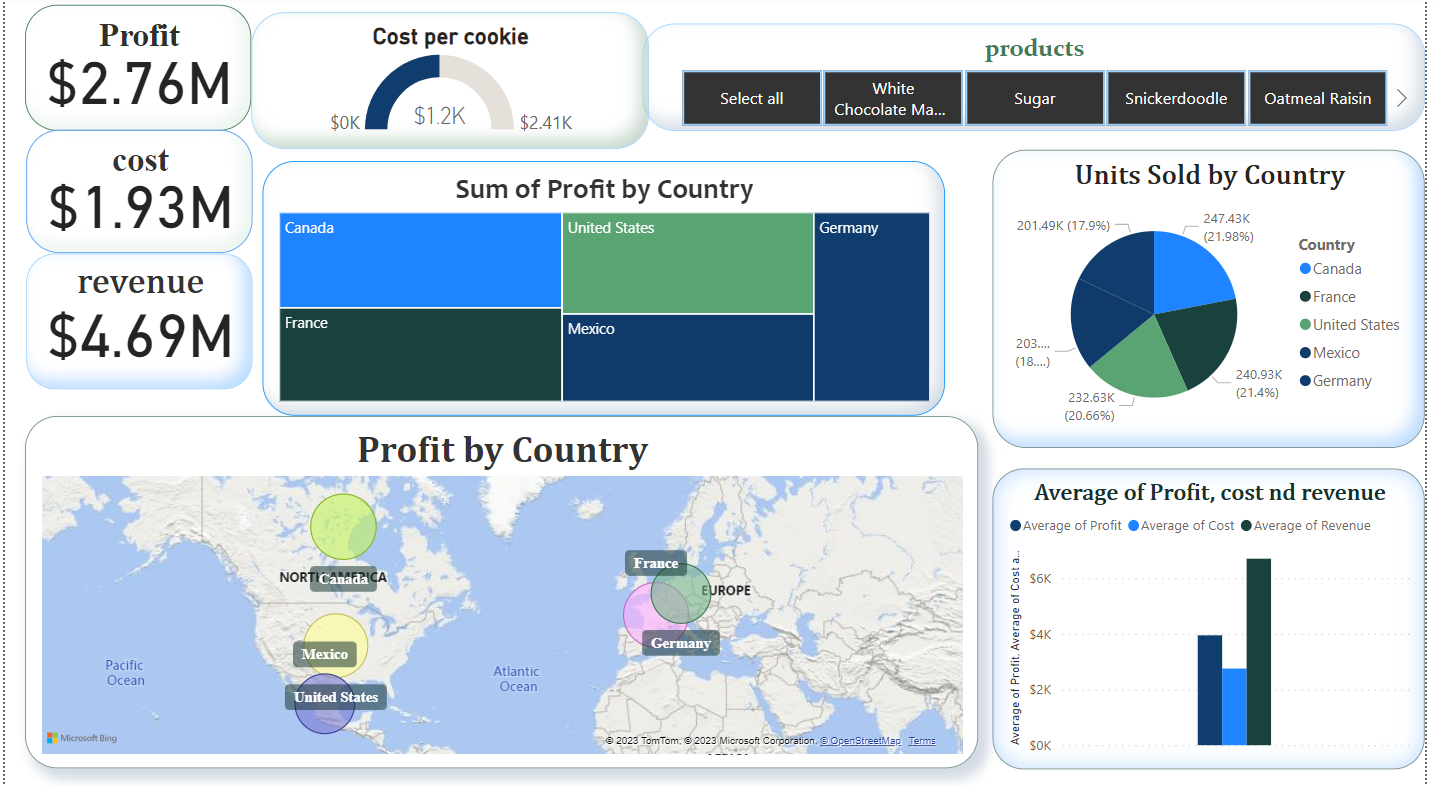 Profit
$2.76M
cost
$1.93M
revenue
$4.69M
Cost per cookie
$0K
$1.2K
$2.41K
products
Select all
White
Chocolate Ma...
Sugar
Snickerdoodle
Oatmeal Raisin
Sum of Profit by Country
Canada
France
United States
Mexico
Germany
Units Sold by Country
201.49K (17.9%)
247.43K
(21.98%)
203....
(18....)
232.63K
(20.66%)
240.93K
(21.4%)
Country
Canada
France
United States
Mexico
Germany
Profit by Country
NORTH AMERICA
Canada
Mexico
United States
France
EUROPE
Germany
Pacific
Ocean
Atlantic
Ocean
Microsoft Bing
© 2023 TomTom, © 2023 Microsoft Corporation, © OpenStreetMap Terms
Average of Profit, cost nd revenue
Average of Profit Average of Cost Average of Revenue
Average of Profit, Average of Cost a...
$6K
$4K
$2K
$0K